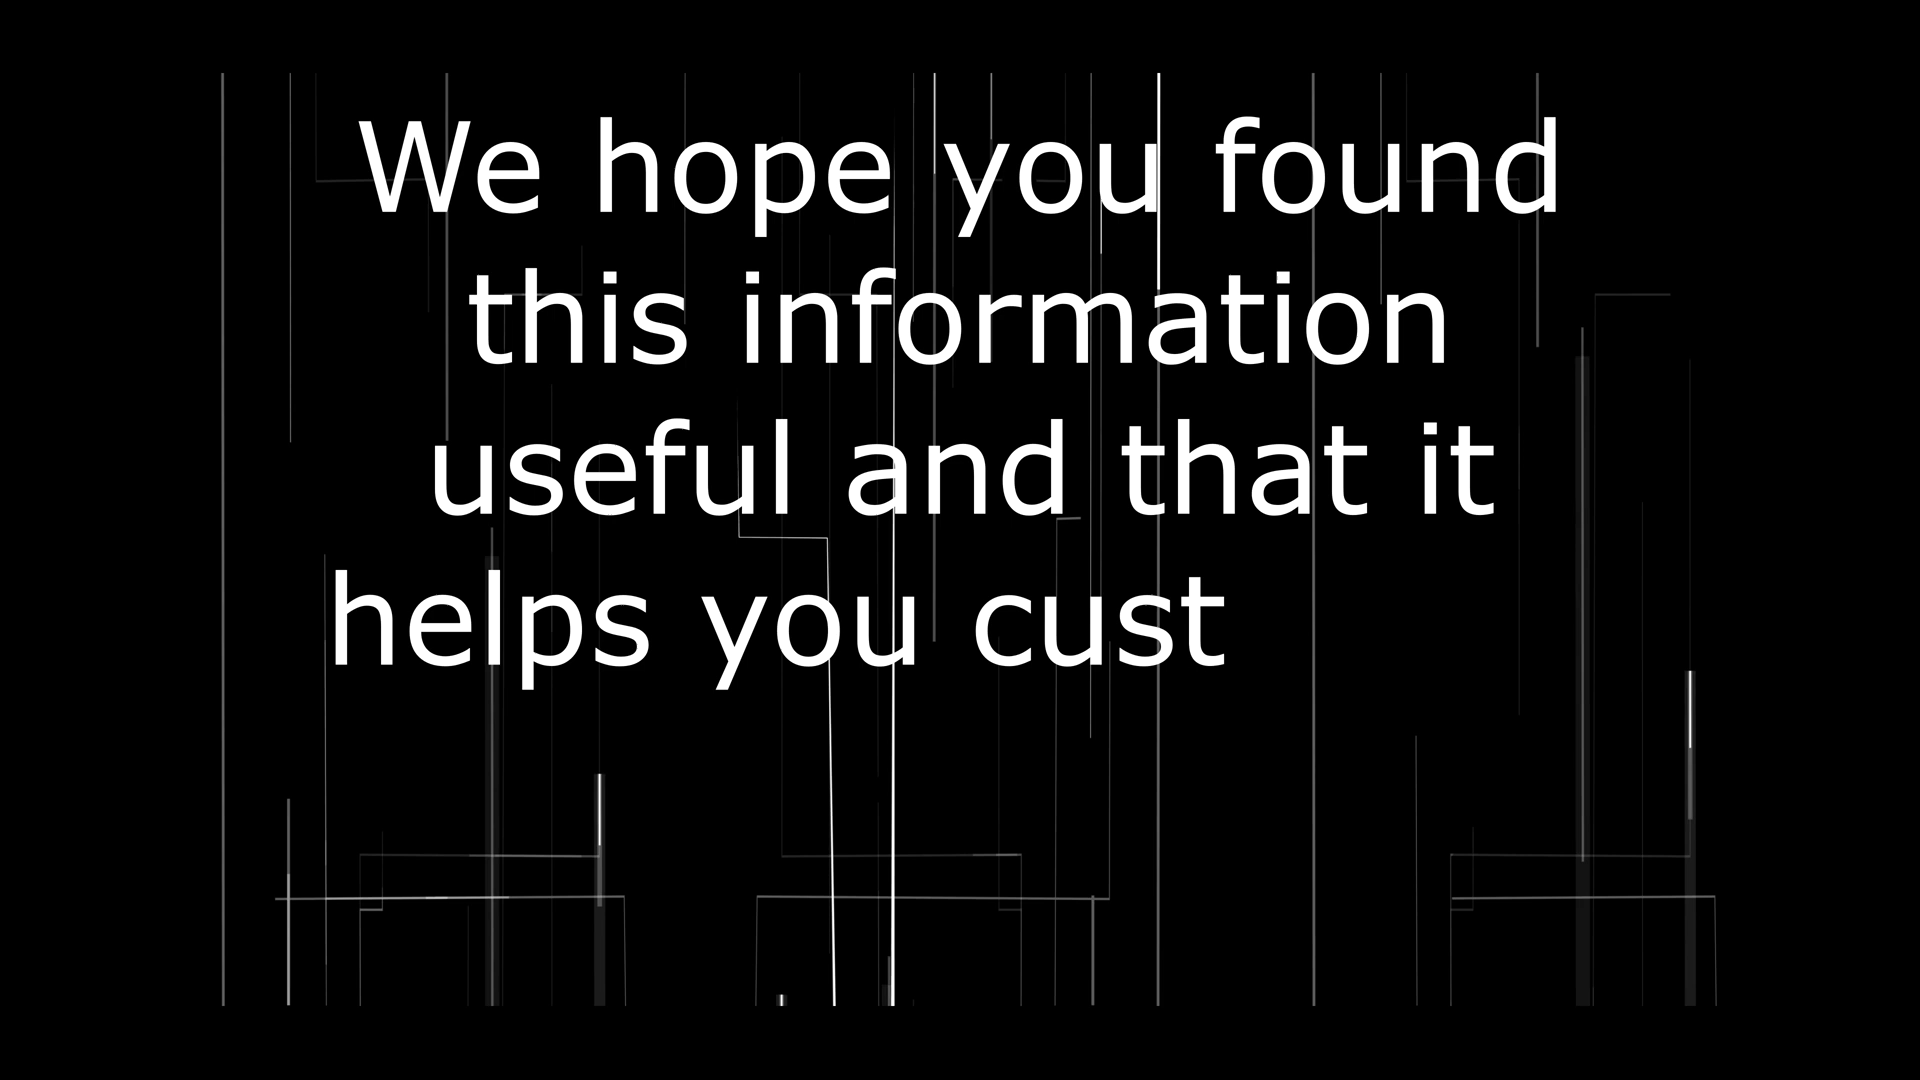 We hope you found
this information
useful and that it
helps you cust